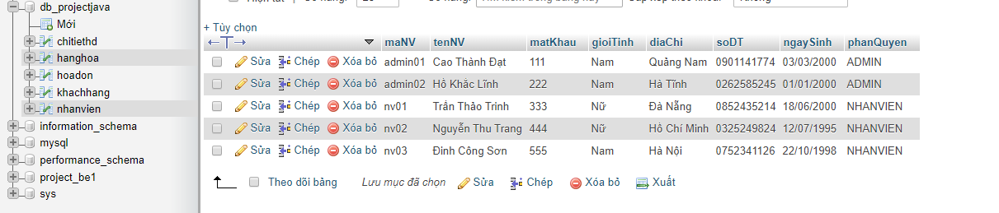 db_projectjava
Mới
chitiethd
hanghoa
hoadon
khachhang
nhanvien
information_schema
mysql
performance_schema
project_be1
sys
+ Tùy chọn
←T→ maNV tenNV matKhau gioiTinh diaChi soDT ngaySinh phanQuyen
Sửa Chép Xóa bỏ admin01 Cao Thành Đạt 111 Nam Quảng Nam 0901141774 03/03/2000 ADMIN
Sửa Chép Xóa bỏ admin02 Hồ Khắc Lĩnh 222 Nam Hà Tĩnh 0262585245 01/01/2000 ADMIN
Sửa Chép Xóa bỏ nv01 Trần Thảo Trinh 333 Nữ Đà Nẵng 0852435214 18/06/2000 NHANVIEN
Sửa Chép Xóa bỏ nv02 Nguyễn Thu Trang 444 Nữ Hồ Chí Minh 0325249824 12/07/1995 NHANVIEN
Sửa Chép Xóa bỏ nv03 Đinh Công Sơn 555 Nam Hà Nội 0752341126 22/10/1998 NHANVIEN
Theo dõi bảng Lưu mục đã chọn Sửa Chép Xóa bỏ Xuất